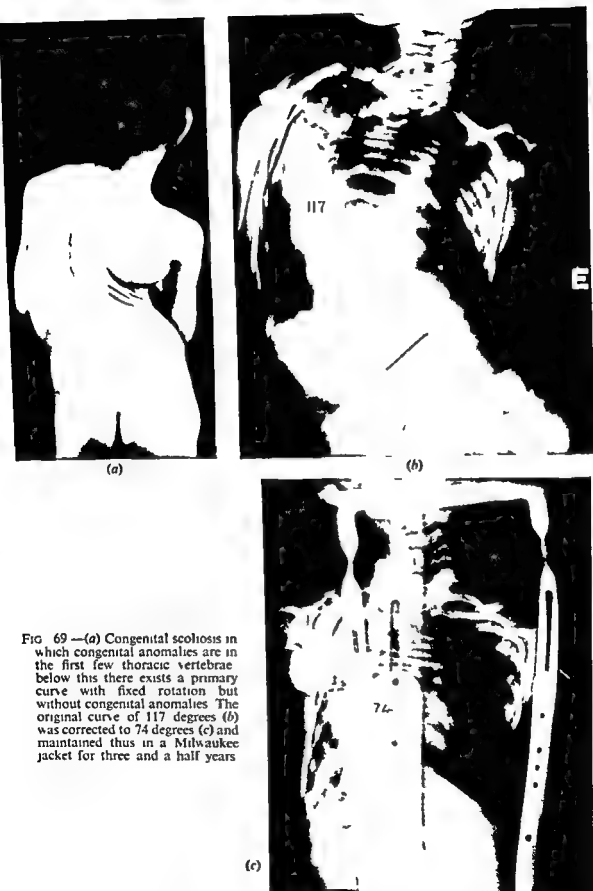 117
E
(a)
(b)
74
FIG 69 —(a) Congenital scoliosis in
which congenital anomalies are in
the first few thoracic vertebrae
below this there exists a primary
curve with fixed rotation but
without congenital anomalies The
original curve of 117 degrees (b)
was corrected to 74 degrees (c) and
maintained thus in a Milwaukee
jacket for three and a half years
(c)